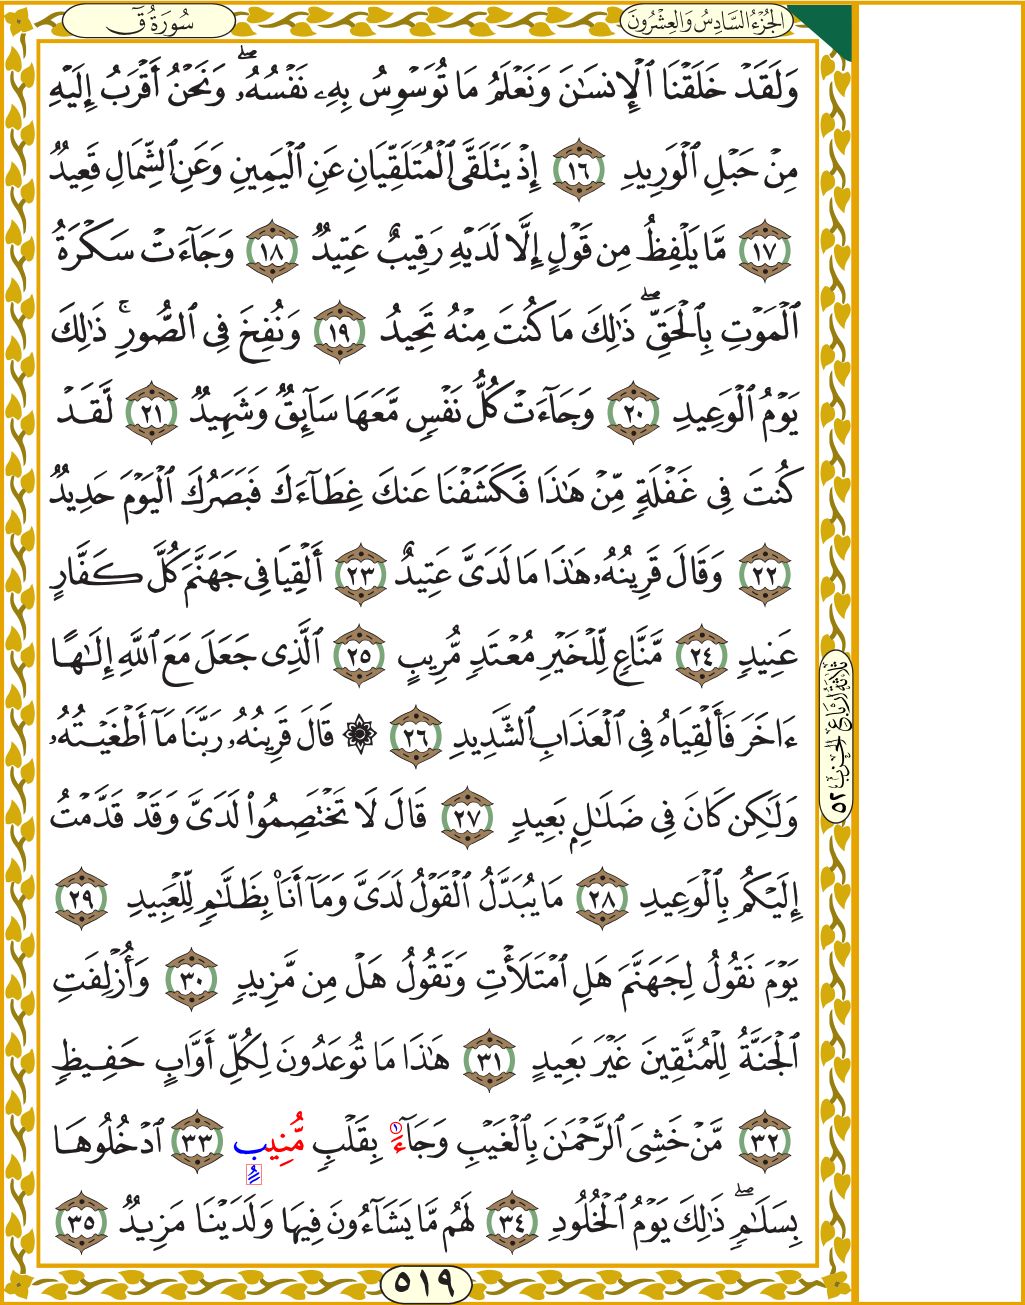 الجُزْءُ السَّادِسُ وَالعِشْرُونَ
سُورَةُ قٓ
وَلَقَدْ خَلَقْنَا ٱلْإِنسَٰنَ وَنَعْلَمُ مَا تُوَسْوِسُ بِهِۦ نَفْسُهُۥۖ وَنَحْنُ أَقْرَبُ إِلَيْهِ
مِنْ حَبْلِ ٱلْوَرِيدِ ١٦ إِذْ يَتَلَقَّى ٱلْمُتَلَقِّيَانِ عَنِ ٱلْيَمِينِ وَعَنِ ٱلشِّمَالِ قَعِيدٌ
١٧ مَّا يَلْفِظُ مِن قَوْلٍ إِلَّا لَدَيْهِ رَقِيبٌ عَتِيدٌ ١٨ وَجَآءَتْ سَكْرَةُ
ٱلْمَوْتِ بِٱلْحَقِّۖ ذَٰلِكَ مَا كُنتَ مِنْهُ تَحِيدُ ١٩ وَنُفِخَ فِى ٱلصُّورِۚ ذَٰلِكَ
يَوْمُ ٱلْوَعِيدِ ٢٠ وَجَآءَتْ كُلُّ نَفْسٍ مَّعَهَا سَآئِقٌ وَشَهِيدٌ ٢١ لَّقَدْ
كُنتَ فِى غَفْلَةٍ مِّنْ هَٰذَا فَكَشَفْنَا عَنكَ غِطَآءَكَ فَبَصَرُكَ ٱلْيَوْمَ حَدِيدٌ
٢٢ وَقَالَ قَرِينُهُۥ هَٰذَا مَا لَدَىَّ عَتِيدٌ ٢٣ أَلْقِيَا فِى جَهَنَّمَ كُلَّ كَفَّارٍ
عَنِيدٍ ٢٤ مَّنَّاعٍ لِّلْخَيْرِ مُعْتَدٍ مُّرِيبٍ ٢٥ ٱلَّذِى جَعَلَ مَعَ ٱللَّهِ إِلَٰهًا
ءَاخَرَ فَأَلْقِيَاهُ فِى ٱلْعَذَابِ ٱلشَّدِيدِ ٢٦ ۞ قَالَ قَرِينُهُۥ رَبَّنَا مَآ أَطْغَيْتُهُۥ
وَلَٰكِن كَانَ فِى ضَلَٰلٍۭ بَعِيدٍ ٢٧ قَالَ لَا تَخْتَصِمُوا۟ لَدَىَّ وَقَدْ قَدَّمْتُ
إِلَيْكُم بِٱلْوَعِيدِ ٢٨ مَا يُبَدَّلُ ٱلْقَوْلُ لَدَىَّ وَمَآ أَنَا۠ بِظَلَّٰمٍ لِّلْعَبِيدِ ٢٩
يَوْمَ نَقُولُ لِجَهَنَّمَ هَلِ ٱمْتَلَأْتِ وَتَقُولُ هَلْ مِن مَّزِيدٍ ٣٠ وَأُزْلِفَتِ
ٱلْجَنَّةُ لِلْمُتَّقِينَ غَيْرَ بَعِيدٍ ٣١ هَٰذَا مَا تُوعَدُونَ لِكُلِّ أَوَّابٍ حَفِيظٍ
٣٢ مَّنْ خَشِىَ ٱلرَّحْمَٰنَ بِٱلْغَيْبِ وَجَآءَ ١ بِقَلْبٍ مُّنِيبٍ ٣٣ ٱدْخُلُوهَا
بِسَلَٰمٍۖ ذَٰلِكَ يَوْمُ ٱلْخُلُودِ ٣٤ لَهُم مَّا يَشَآءُونَ فِيهَا وَلَدَيْنَا مَزِيدٌ ٣٥
ثَلَاثَةُ أَرْبَاعِ الحِزْبِ ٥٢
٥١٩